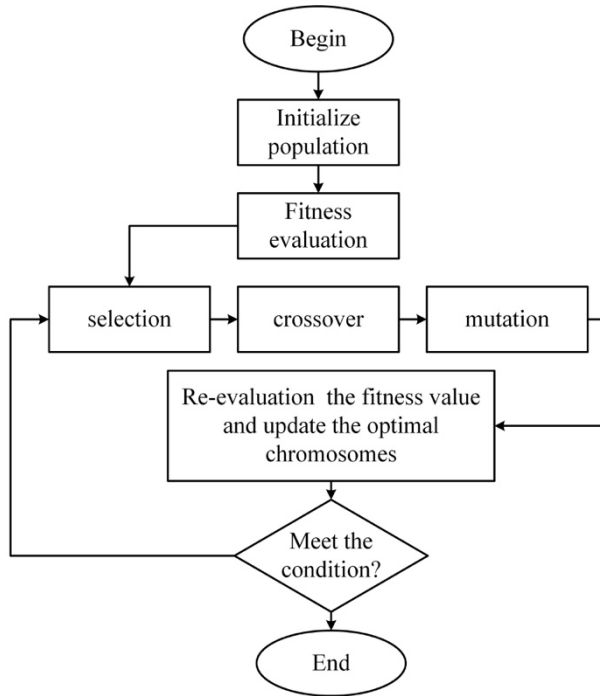 Begin
Initialize
population
Fitness
evaluation
selection
crossover
mutation
Re-evaluation the fitness value
and update the optimal
chromosomes
Meet the
condition?
End